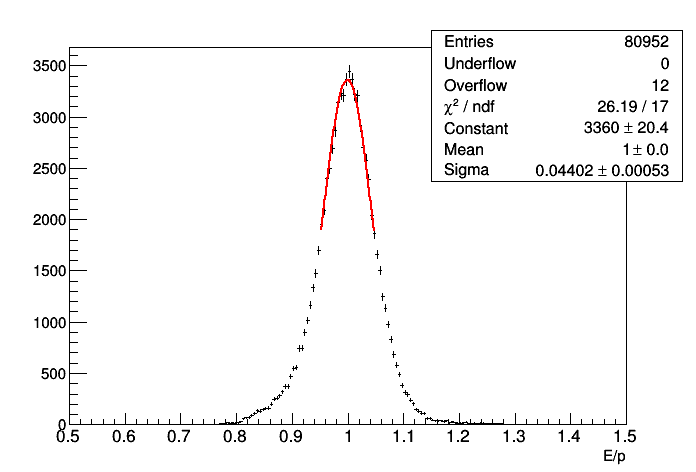 Entries 80952
Underflow 0
Overflow 12
χ² / ndf 26.19 / 17
Constant 3360 ± 20.4
Mean 1 ± 0.0
Sigma 0.04402 ± 0.00053
3500
3000
2500
2000
1500
1000
500
0
0.5 0.6 0.7 0.8 0.9 1 1.1 1.2 1.3 1.4 1.5
E/p